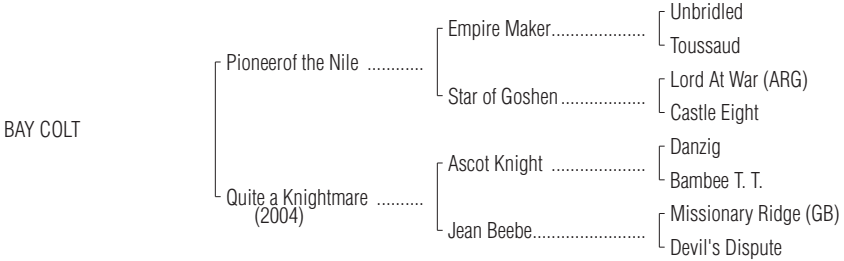 Unbridled
Empire Maker.....................
Toussaud
Pioneerof the Nile ............
Lord At War (ARG)
Star of Goshen...................
Castle Eight
BAY COLT
Danzig
Ascot Knight .....................
Bambee T. T.
Quite a Knightmare ..........
(2004)
Missionary Ridge (GB)
Jean Beebe.........................
Devil's Dispute